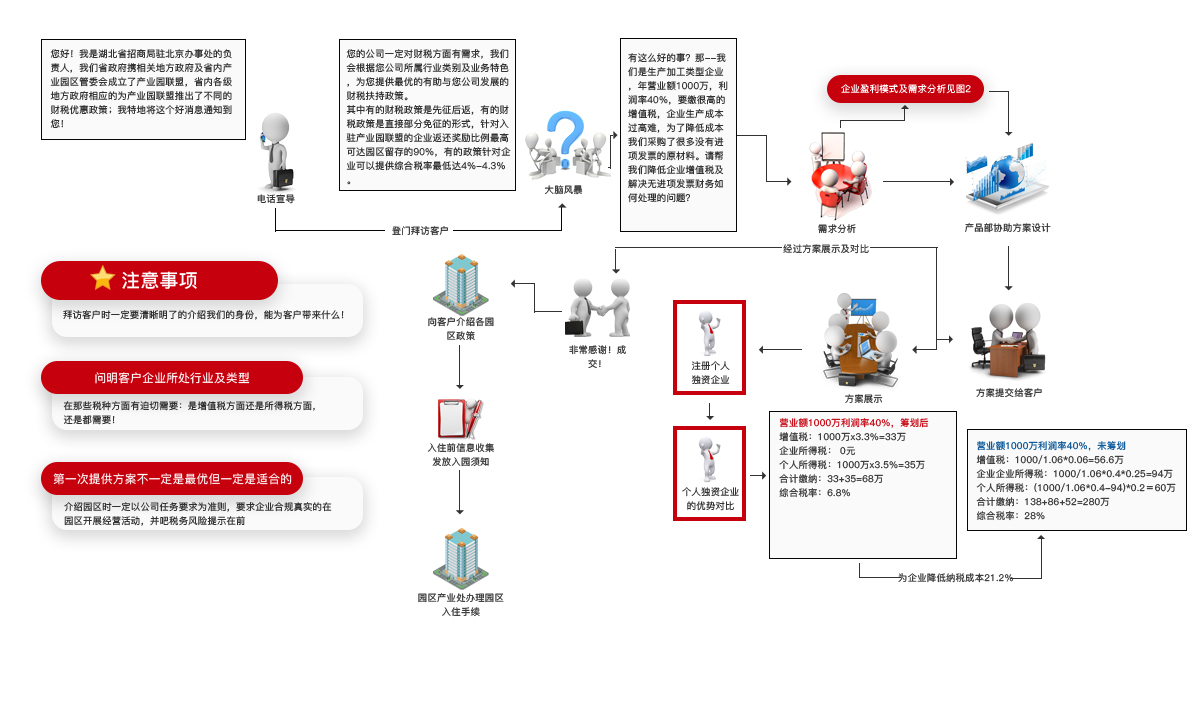 您好！我是湖北省招商局驻北京办事处的负
责人，我们省政府携相关地方政府及省内产
业园区管委会成立了产业园联盟，省内各级
地方政府相应的为产业园联盟推出了不同的
财税优惠政策；我特地将这个好消息通知到
您！
电话宣导
您的公司一定对财税方面有需求，我们
会根据您公司所属行业类别及业务特色
，为您提供最优的有助与您公司发展的
财税扶持政策。
其中有的财税政策是先征后返，有的财
税政策是直接部分免征的形式，针对入
驻产业园联盟的企业返还奖励比例最高
可达园区留存的90%，有的政策针对企
业可以提供综合税率最低达4%-4.3%
。
大脑风暴
登门拜访客户
有这么好的事？那--我
们是生产加工类型企业
，年营业额1000万，利
润率40%，要缴很高的
增值税，企业生产成本
过高难，为了降低成本
我们采购了很多没有进
项发票的原材料。请帮
我们降低企业增值税及
解决无进项发票财务如
何处理的问题？
企业盈利模式及需求分析见图2
需求分析
产品部协助方案设计
经过方案展示及对比
注意事项
拜访客户时一定要清晰明了的介绍我们的身份，能为客户带来什么！
问明客户企业所处行业及类型
在那些税种方面有迫切需要：是增值税方面还是所得税方面，
还是都需要！
第一次提供方案不一定是最优但一定是适合的
介绍园区时一定以公司任务要求为准则，要求企业合规真实的在
园区开展经营活动，并吧税务风险提示在前
向客户介绍各园
区政策
入住前信息收集
发放入园须知
园区产业处办理园区
入住手续
非常感谢！成
交！
注册个人
独资企业
个人独资企业
的优势对比
方案展示
方案提交给客户
营业额1000万利润率40%，筹划后
增值税：1000万x3.3%=33万
企业所得税： 0元
个人所得税：1000万x3.5%=35万
合计缴纳：33+35=68万
综合税率：6.8%
营业额1000万利润率40%，未筹划
增值税：1000/1.06*0.06=56.6万
企业企业所得税：1000/1.06*0.4*0.25=94万
个人所得税：(1000/1.06*0.4-94)*0.2＝60万
合计缴纳：138+86+52=280万
综合税率：28%
为企业降低纳税成本21.2%